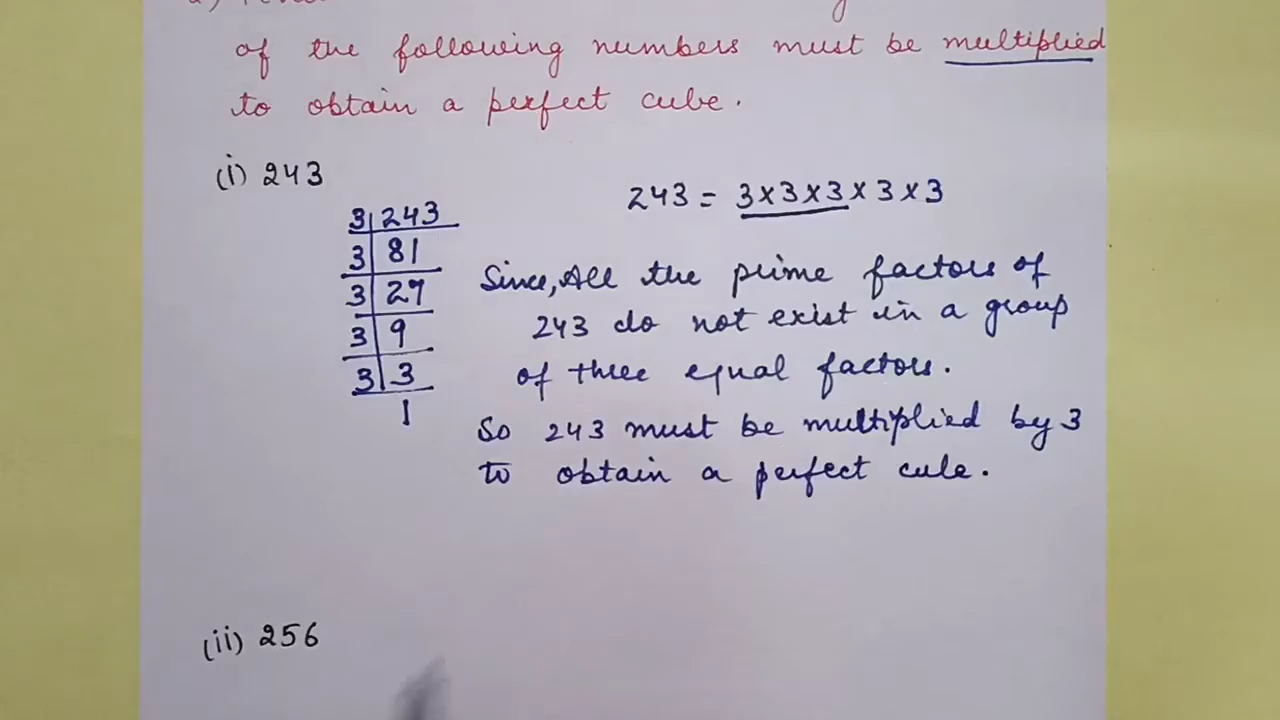 of the following numbers must be multiplied
to obtain a perfect cube.
(i) 243
3 | 243
3 | 81
3 | 27
3 | 9
3 | 3
1
243 = 3×3×3×3×3
Since, All the prime factors of
243 do not exist in a group
of three equal factors.
So 243 must be multiplied by 3
to obtain a perfect cube.
(ii) 256